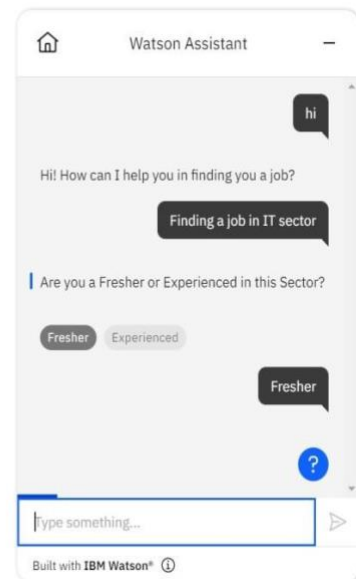 Watson Assistant
hi
Hi! How can I help you in finding you a job?
Finding a job in IT sector
Are you a Fresher or Experienced in this Sector?
Fresher Experienced
Fresher
?
Type something...
Built with IBM Watson®